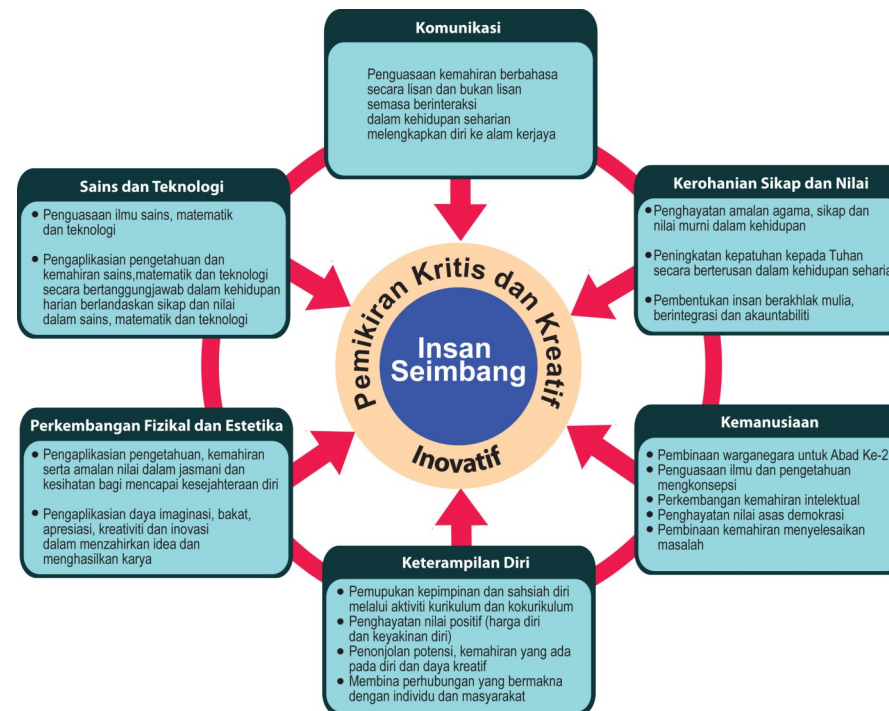 Komunikasi
Penguasaan kemahiran berbahasa
secara lisan dan bukan lisan
semasa berinteraksi
dalam kehidupan seharian
melengkapkan diri ke alam kerjaya
Sains dan Teknologi
● Penguasaan ilmu sains, matematik
dan teknologi
● Pengaplikasian pengetahuan dan
kemahiran sains,matematik dan teknologi
secara bertanggungjawab dalam kehidupan
harian berlandaskan sikap dan nilai
dalam sains, matematik dan teknologi
Kerohanian Sikap dan Nilai
● Penghayatan amalan agama, sikap dan
nilai murni dalam kehidupan
● Peningkatan kepatuhan kepada Tuhan
secara berterusan dalam kehidupan seharia
● Pembentukan insan berakhlak mulia,
berintegrasi dan akauntabiliti
Pemikiran Kritis dan Kreatif
Insan
Seimbang
Inovatif
Perkembangan Fizikal dan Estetika
● Pengaplikasian pengetahuan, kemahiran
serta amalan nilai dalam jasmani dan
kesihatan bagi mencapai kesejahteraan diri
● Pengaplikasian daya imaginasi, bakat,
apresiasi, kreativiti dan inovasi
dalam menzahirkan idea dan
menghasilkan karya
Kemanusiaan
● Pembinaan warganegara untuk Abad Ke-2
● Penguasaan ilmu dan pengetahuan
mengkonsepsi
● Perkembangan kemahiran intelektual
● Penghayatan nilai asas demokrasi
● Pembinaan kemahiran menyelesaikan
masalah
Keterampilan Diri
● Pemupukan kepimpinan dan sahsiah diri
melalui aktiviti kurikulum dan kokurikulum
● Penghayatan nilai positif (harga diri
dan keyakinan diri)
● Penonjolan potensi, kemahiran yang ada
pada diri dan daya kreatif
● Membina perhubungan yang bermakna
dengan individu dan masyarakat